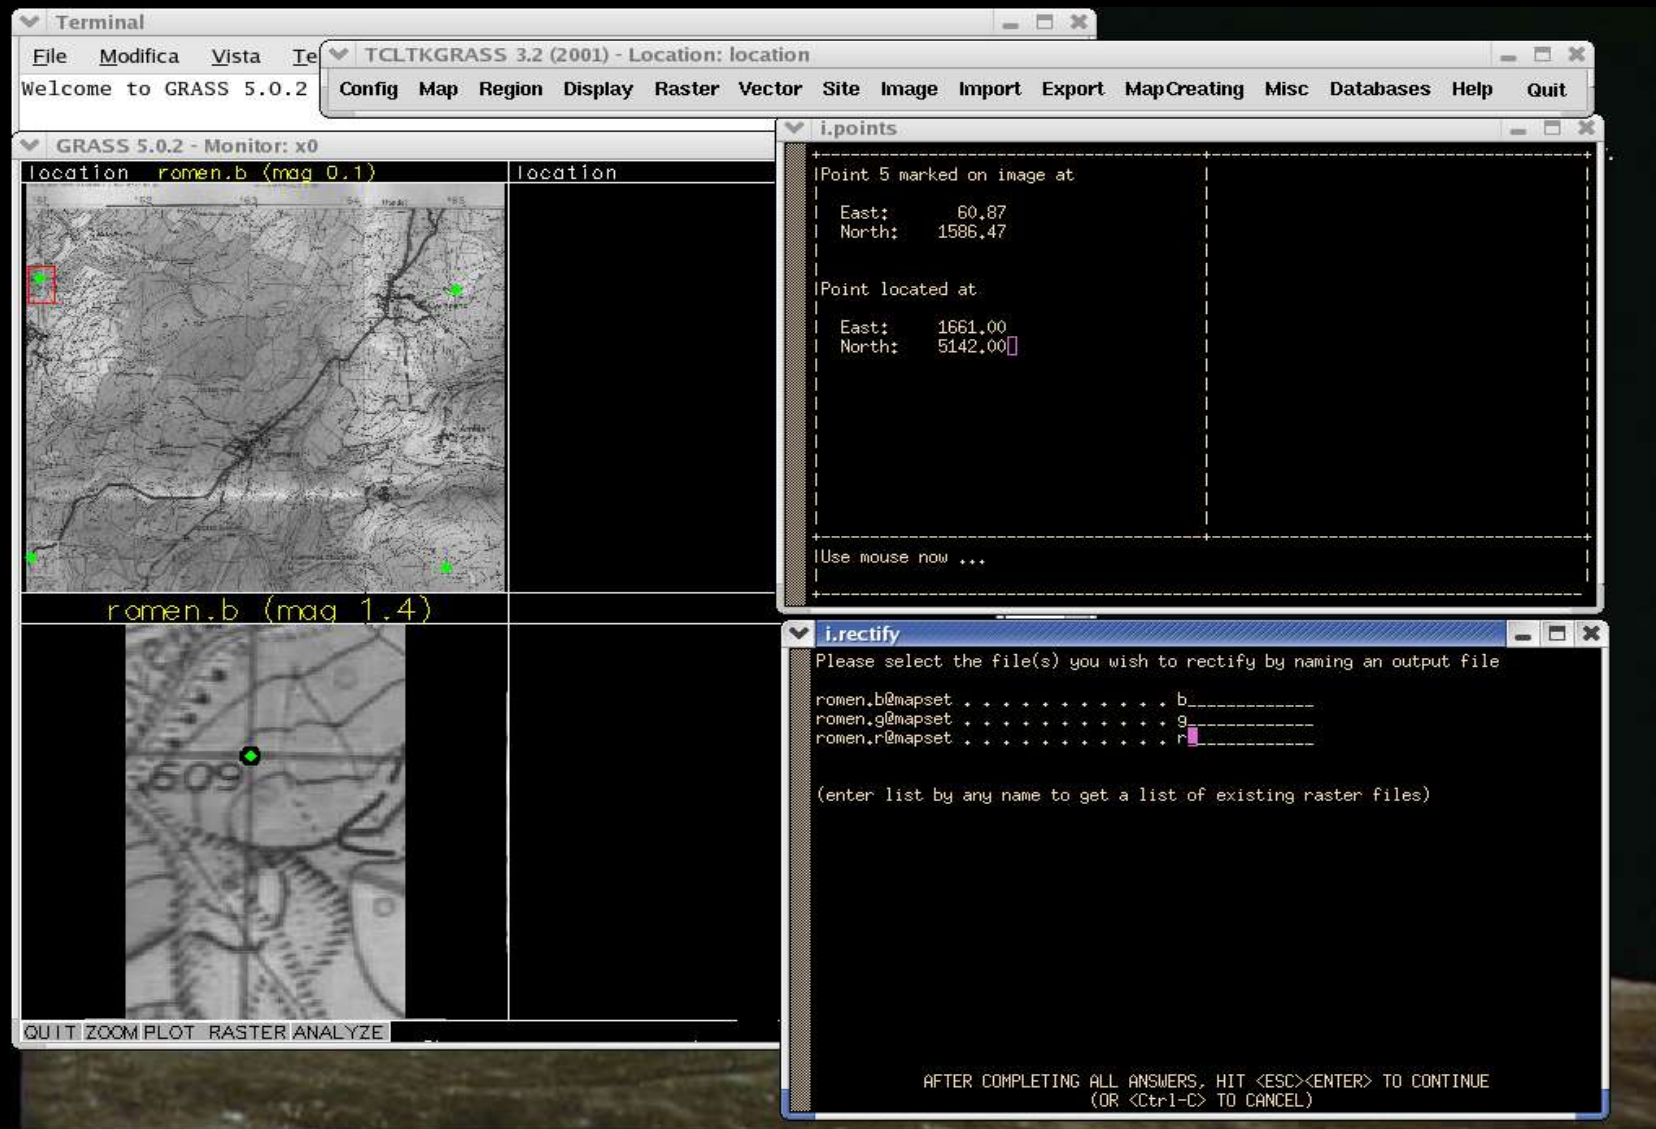 Terminal
File Modifica Vista Te
Welcome to GRASS 5.0.2
TCLTKGRASS 3.2 (2001) - Location: location
Config Map Region Display Raster Vector Site Image Import Export MapCreating Misc Databases Help Quit
GRASS 5.0.2 - Monitor: x0
location romen.b (mag 0.1) location
romen.b (mag 1.4)
609
QUIT ZOOM PLOT RASTER ANALYZE
i.points
Point 5 marked on image at
East: 60.87
North: 1586.47
Point located at
East: 1661.00
North: 5142.00
Use mouse now ...
i.rectify
Please select the file(s) you wish to rectify by naming an output file
romen.b@mapset . . . . . . . . . . . b_____________
romen.g@mapset . . . . . . . . . . . g_____________
romen.r@mapset . . . . . . . . . . . r_____________
(enter list by any name to get a list of existing raster files)
AFTER COMPLETING ALL ANSWERS, HIT <ESC><ENTER> TO CONTINUE
(OR <Ctrl-C> TO CANCEL)